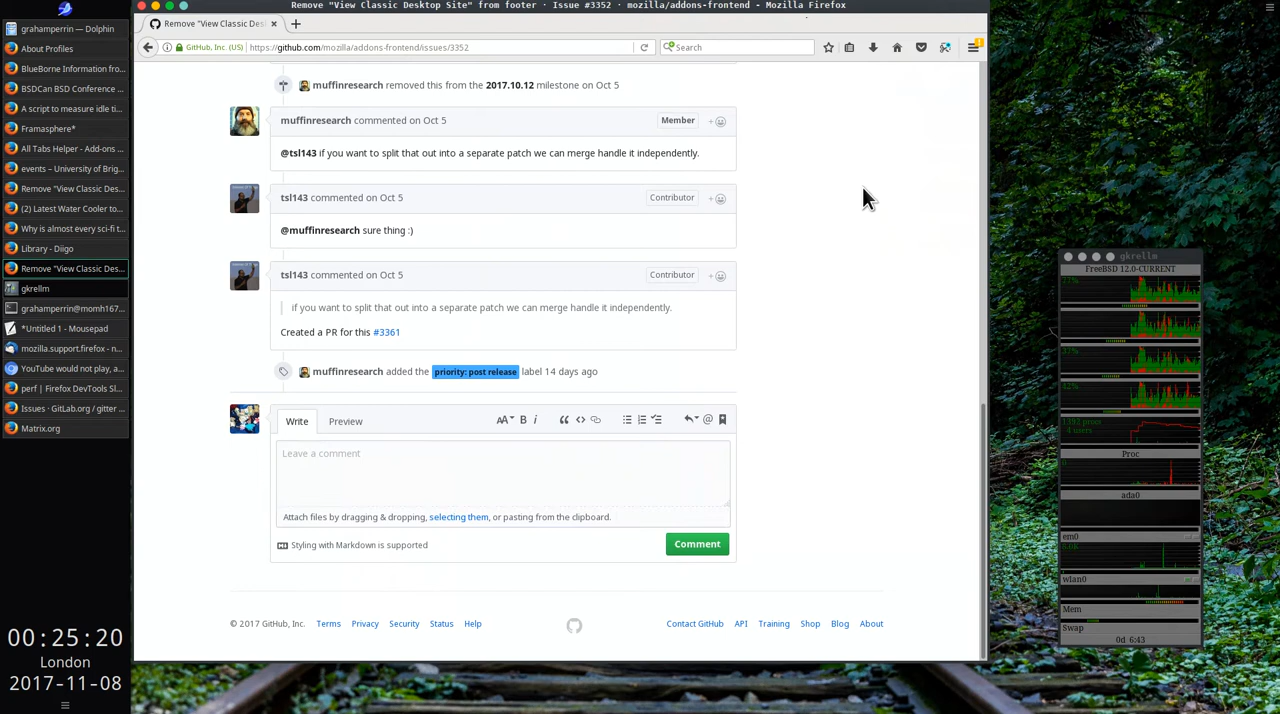 Remove "View Classic Desktop Site" from footer · Issue #3352 · mozilla/addons-frontend - Mozilla Firefox
Remove "View Classic Des
GitHub, Inc. (US)
https://github.com/mozilla/addons-frontend/issues/3352
Search
grahamperrin — Dolphin
About Profiles
BlueBorne Information fro...
BSDCan BSD Conference ...
A script to measure idle ti...
Framasphere*
All Tabs Helper - Add-ons ...
events – University of Brig...
Remove "View Classic Des...
(2) Latest Water Cooler to...
Why is almost every sci-fi t...
Library - Diigo
Remove "View Classic Des...
gkrellm
grahamperrin@momh167...
*Untitled 1 - Mousepad
mozilla.support.firefox - n...
YouTube would not play. ...
perf | Firefox DevTools Sl...
Issues · GitLab.org / gitter ...
Matrix.org
00:25:20
London
2017-11-08
muffinresearch removed this from the 2017.10.12 milestone on Oct 5
muffinresearch commented on Oct 5
Member
@tsl143 if you want to split that out into a separate patch we can merge handle it independently.
tsl143 commented on Oct 5
Contributor
@muffinresearch sure thing :)
tsl143 commented on Oct 5
Contributor
if you want to split that out into a separate patch we can merge handle it independently.
Created a PR for this #3361
muffinresearch added the priority: post release label 14 days ago
Write
Preview
Leave a comment
Attach files by dragging & dropping, selecting them, or pasting from the clipboard.
Styling with Markdown is supported
Comment
© 2017 GitHub, Inc. Terms Privacy Security Status Help
Contact GitHub API Training Shop Blog About
gkrellm
FreeBSD 12.0-CURRENT
4 users
Proc
ada0
em0
wlan0
Mem
Swap
0d 6:43